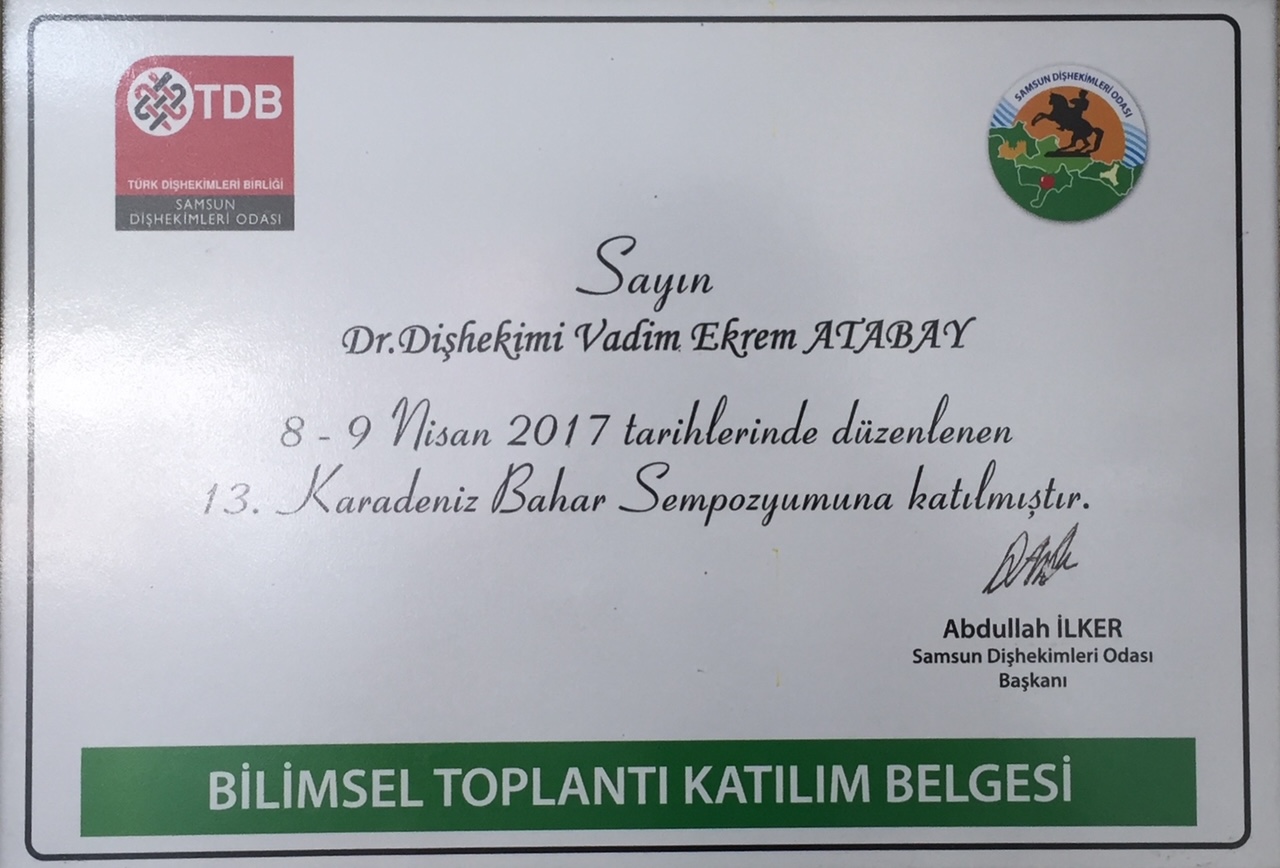 TDB
TÜRK DİŞHEKİMLERİ BİRLİĞİ
SAMSUN
DİŞHEKİMLERİ ODASI
SAMSUN DİŞHEKİMLERİ ODASI
Sayın
Dr.Dişhekimi Vadim Ekrem ATABAY
8 - 9 Nisan 2017 tarihlerinde düzenlenen
13. Karadeniz Bahar Sempozyumuna katılmıştır.
Abdullah İLKER
Samsun Dişhekimleri Odası
Başkanı
BİLİMSEL TOPLANTI KATILIM BELGESİ